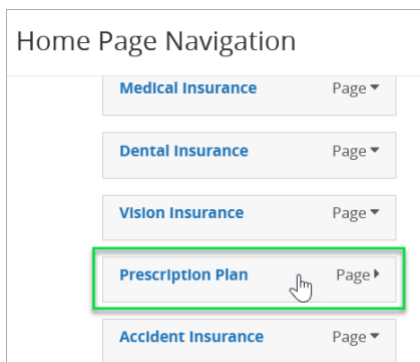 Home Page Navigation
Medical Insurance Page
Dental Insurance Page
Vision Insurance Page
Prescription Plan Page
Accident Insurance Page